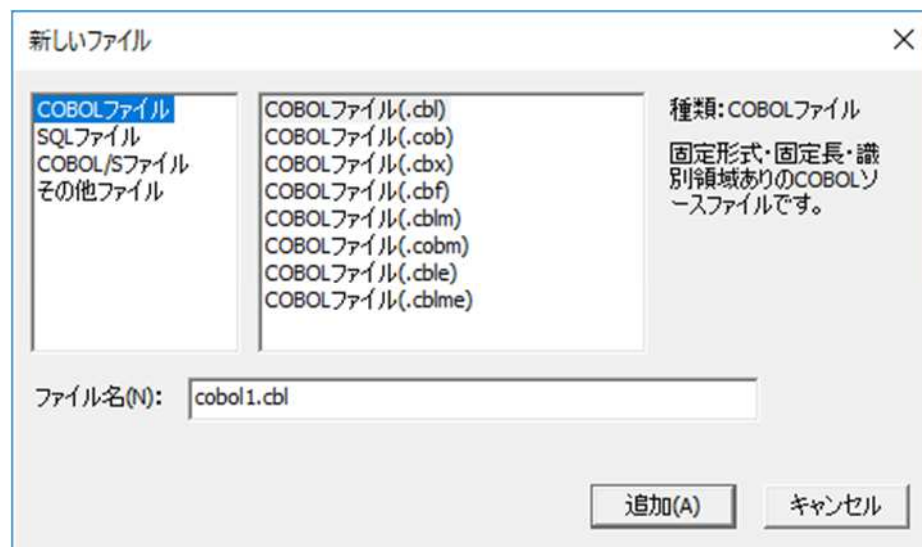 新しいファイル
COBOLファイル
SQLファイル
COBOL/Sファイル
その他ファイル
COBOLファイル(.cbl)
COBOLファイル(.cob)
COBOLファイル(.cbx)
COBOLファイル(.cbf)
COBOLファイル(.cblm)
COBOLファイル(.cobm)
COBOLファイル(.cble)
COBOLファイル(.cblme)
種類:COBOLファイル
固定形式・固定長・識
別領域ありのCOBOLソ
ースファイルです。
ファイル名(N):
cobol1.cbl
追加(A)
キャンセル